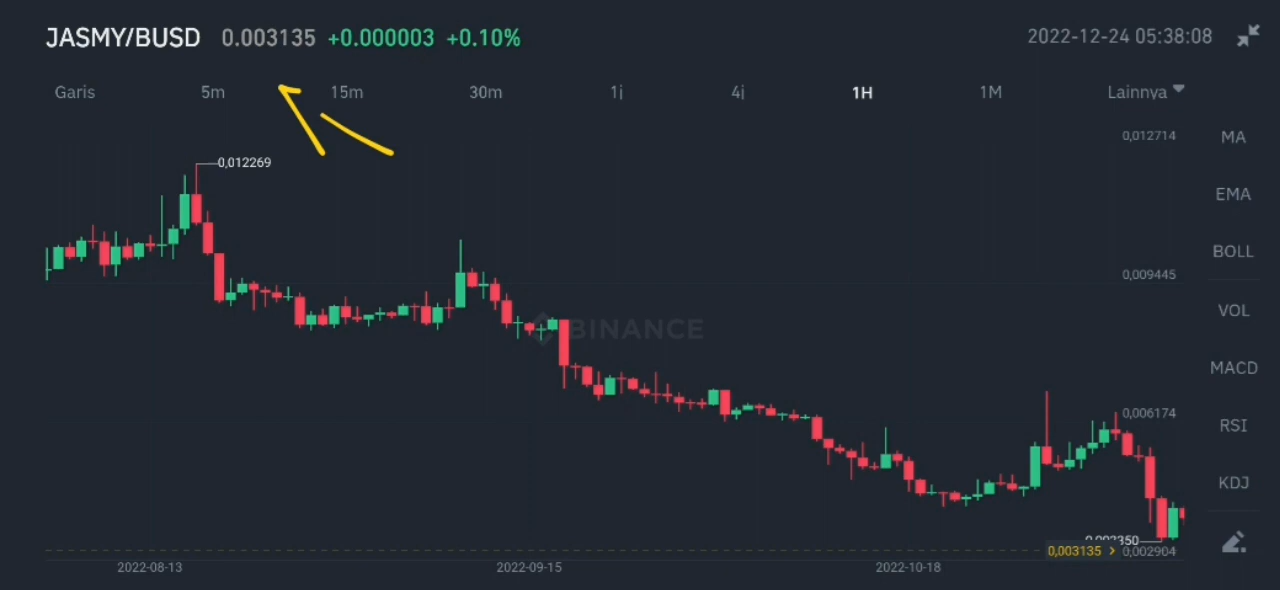 JASMY/BUSD 0.003135 +0.000003 +0.10% 2022-12-24 05:38:08
Garis 5m 15m 30m 1j 4j 1H 1M Lainnya
0,012714
MA
0,012269
EMA
BOLL
0,009445
VOL
BINANCE
MACD
0,006174
RSI
KDJ
0,003350
0,003135 › 0,002904
2022-08-13 2022-09-15 2022-10-18